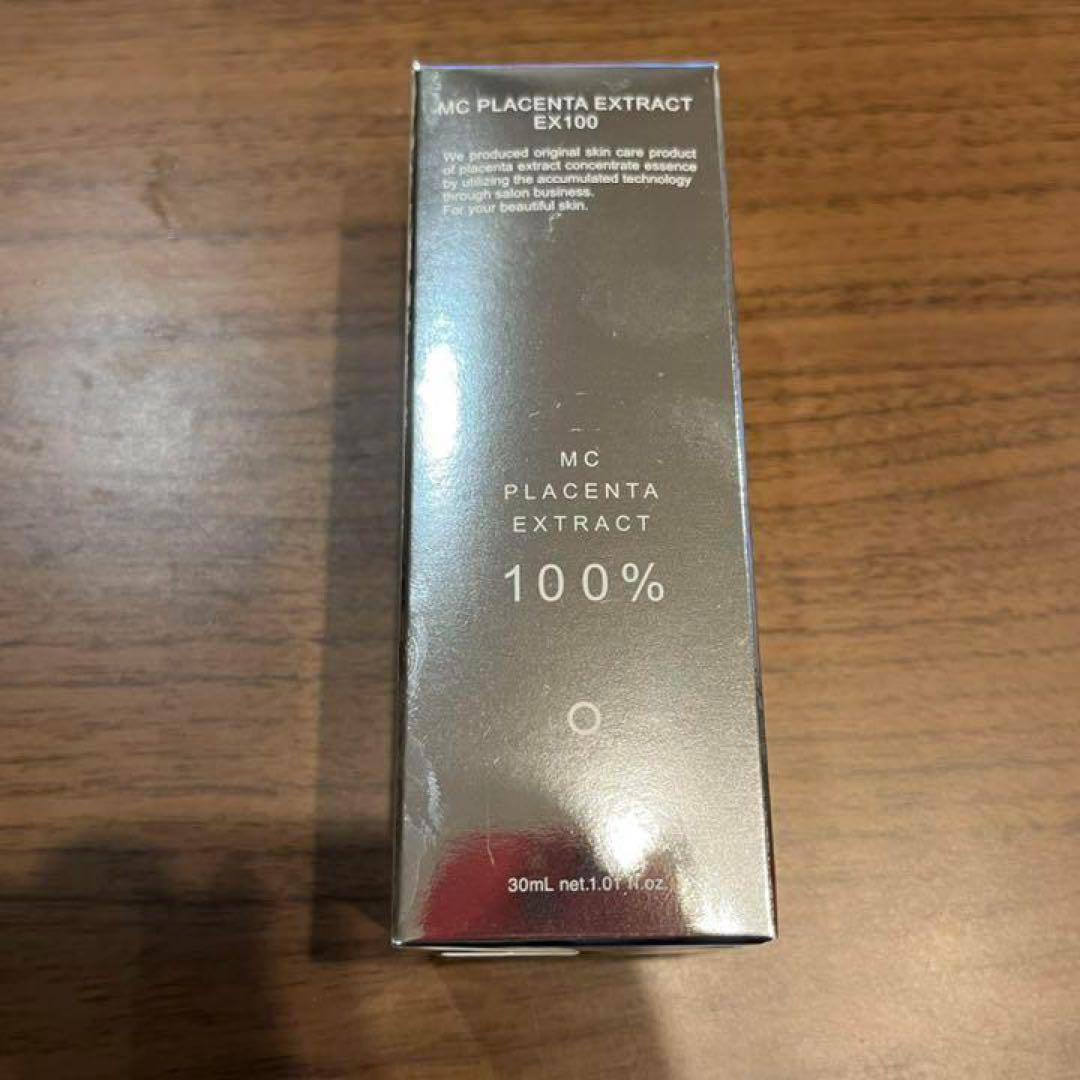 MC PLACENTA EXTRACT
EX100
We produced original skin care product
of placenta extract concentrate essence
by utilizing the accumulated technology
through salon business.
For your beautiful skin.
MC
PLACENTA
EXTRACT
100%
30mL net.1.01 fl.oz.